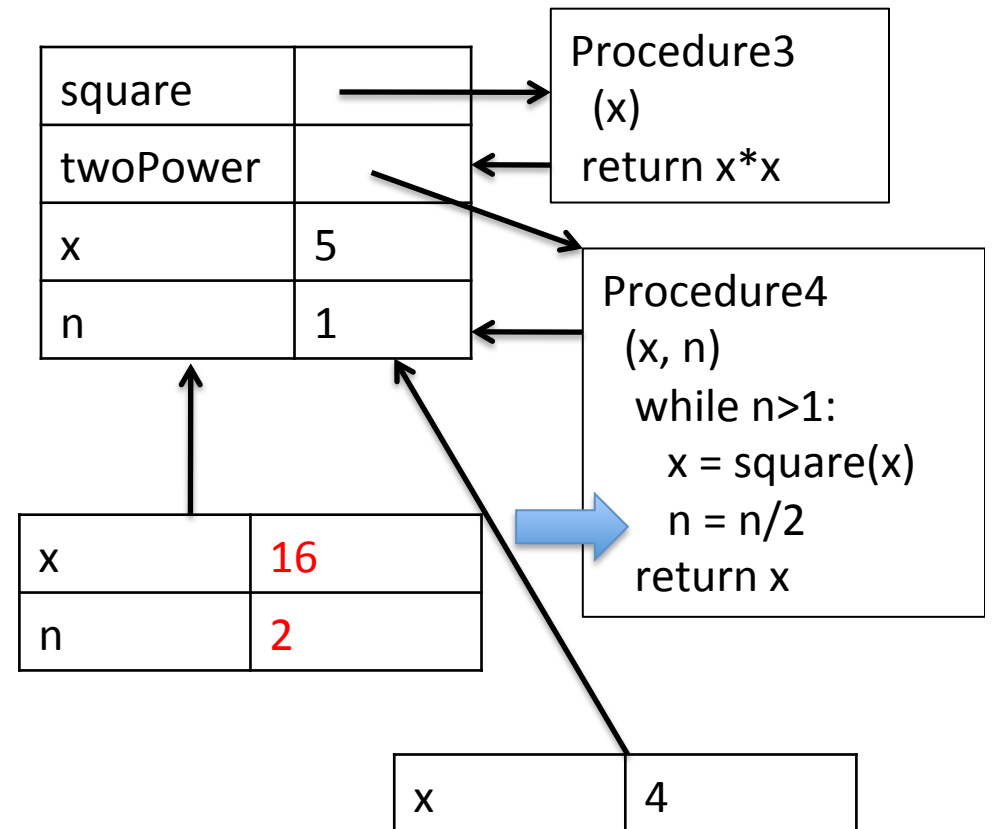 square
twoPower
x 5
n 1
Procedure3
(x)
return x*x
Procedure4
(x, n)
while n>1:
x = square(x)
n = n/2
return x
x 16
n 2
x 4